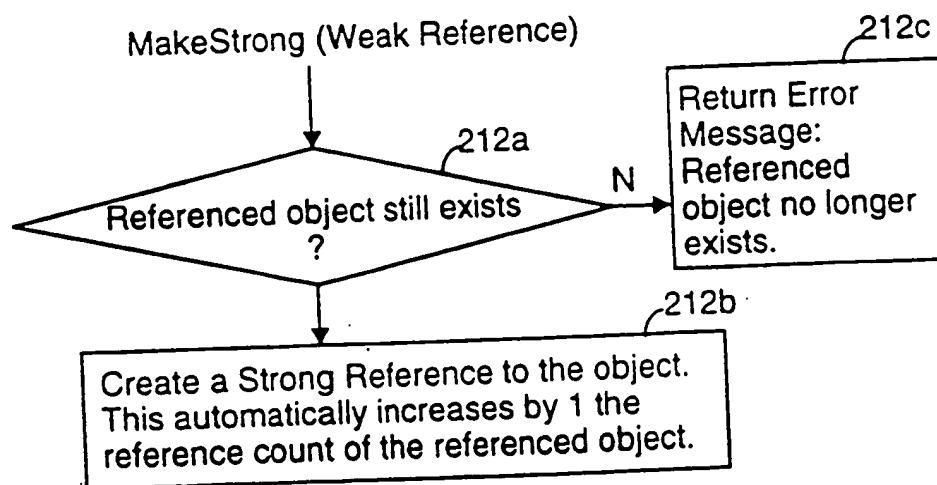 MakeStrong (Weak Reference)
212a
Referenced object still exists
?
N
212c
Return Error
Message:
Referenced
object no longer
exists.
212b
Create a Strong Reference to the object.
This automatically increases by 1 the
reference count of the referenced object.